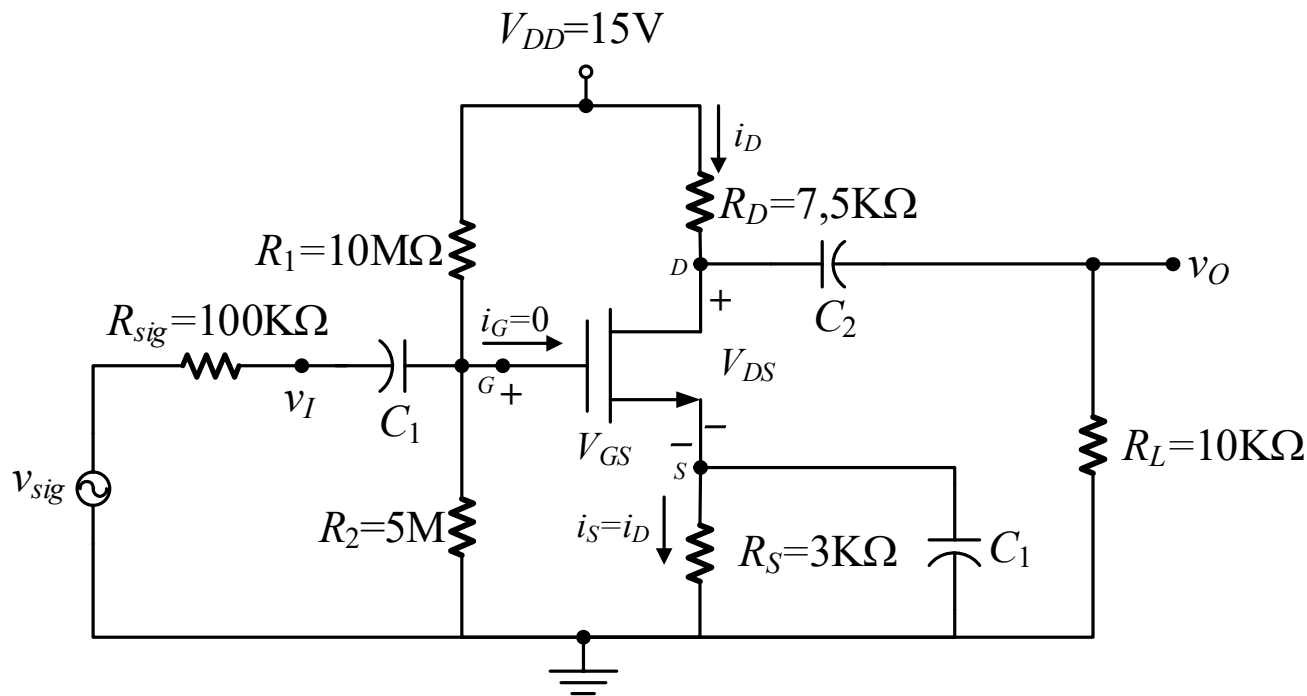 V_DD=15V
i_D
R_D=7,5KΩ
R_1=10MΩ
D
v_O
+
C_2
R_sig=100KΩ
i_G=0
V_DS
G
+
v_I
C_1
−
−
V_GS
S
R_L=10KΩ
v_sig
R_2=5M
i_S=i_D
R_S=3KΩ
C_1